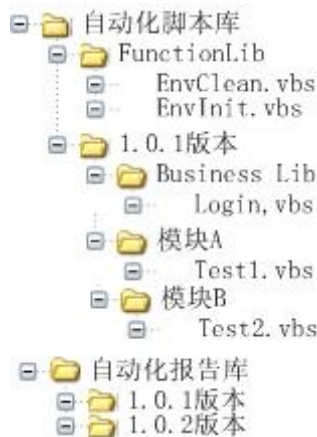 自动化脚本库
FunctionLib
EnvClean.vbs
EnvInit.vbs
1.0.1版本
Business Lib
Login,vbs
模块A
Test1.vbs
模块B
Test2.vbs
自动化报告库
1.0.1版本
1.0.2版本